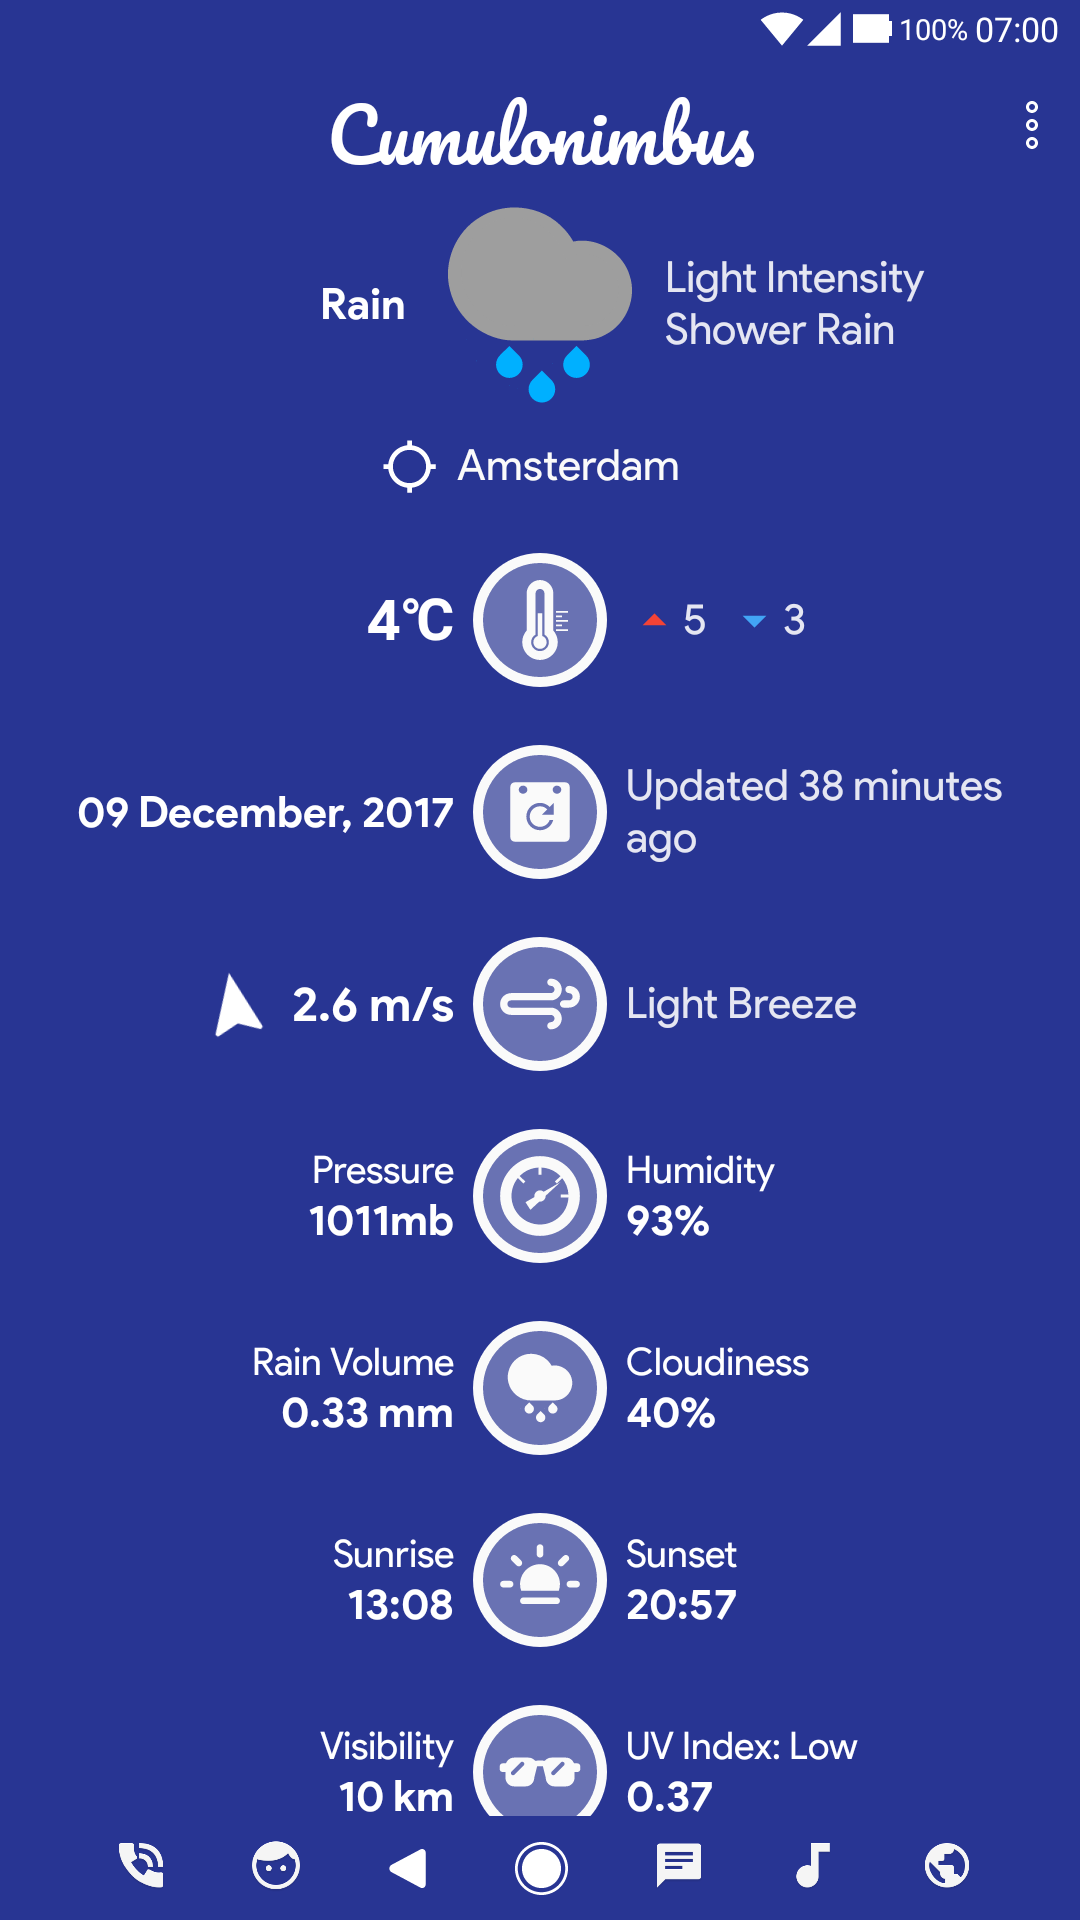 100% 07:00
Cumulonimbus
Rain
Light Intensity
Shower Rain
Amsterdam
4°C
5 3
09 December, 2017
Updated 38 minutes
ago
2.6 m/s
Light Breeze
Pressure
1011mb
Humidity
93%
Rain Volume
0.33 mm
Cloudiness
40%
Sunrise
13:08
Sunset
20:57
Visibility
10 km
UV Index: Low
0.37